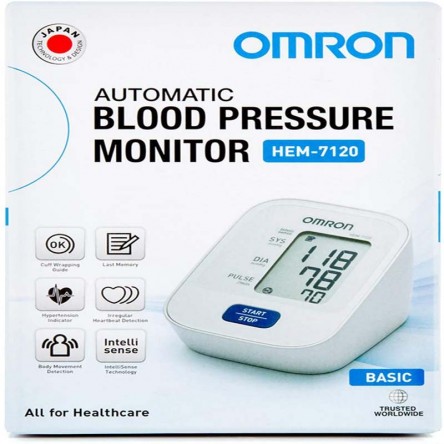 JAPAN
TECHNOLOGY & DESIGN
OMRON
AUTOMATIC
BLOOD PRESSURE
MONITOR HEM-7120
OK
Cuff Wrapping
Guide
Last Memory
Hypertension
Indicator
Irregular
Heartbeat Detection
Body Movement
Detection
Intelli
sense
IntelliSense
Technology
OMRON
SYS
118
DIA
78
PULSE
70
START
STOP
BASIC
TRUSTED
WORLDWIDE
All for Healthcare